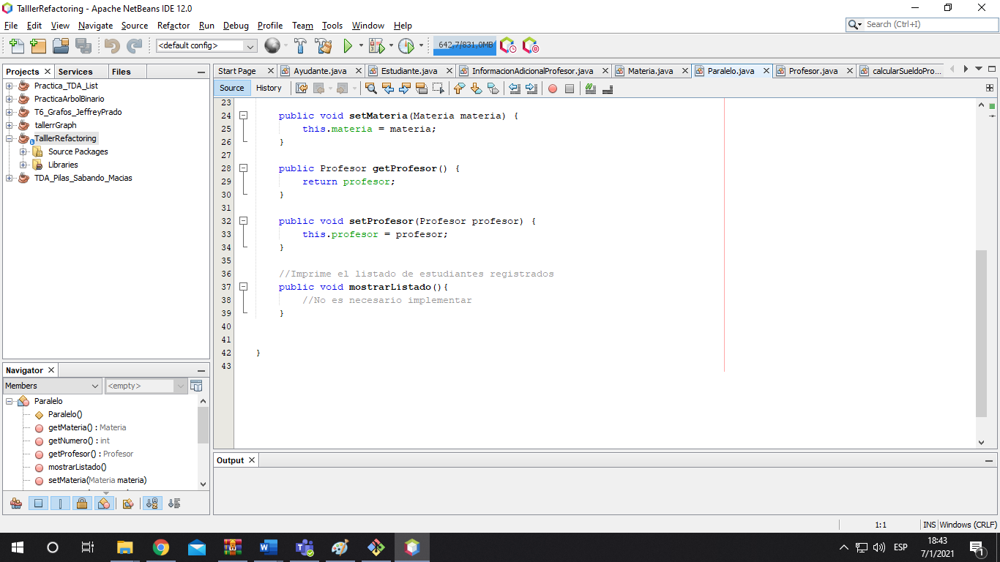 TalllerRefactoring - Apache NetBeans IDE 12.0
File Edit View Navigate Source Refactor Run Debug Profile Team Tools Window Help
Search (Ctrl+I)
<default config>
642,7/831,0MB
Projects Services Files
Practica_TDA_List
PracticaArbolBinario
T6_Grafos_JeffreyPrado
tallerrGraph
TalllerRefactoring
Source Packages
Libraries
TDA_Pilas_Sabando_Macias
Start Page Ayudante.java Estudiante.java InformacionAdicionalProfesor.java Materia.java Paralelo.java Profesor.java calcularSueldoPro...
Source History
23
24 public void setMateria(Materia materia) {
25 this.materia = materia;
26 }
27
28 public Profesor getProfesor() {
29 return profesor;
30 }
31
32 public void setProfesor(Profesor profesor) {
33 this.profesor = profesor;
34 }
35
36 //Imprime el listado de estudiantes registrados
37 public void mostrarListado(){
38 //No es necesario implementar
39 }
40
41
42 }
43
Navigator
Members <empty>
Paralelo
Paralelo()
getMateria() : Materia
getNumero() : int
getProfesor() : Profesor
mostrarListado()
setMateria(Materia materia)
Output
1:1 INS Windows (CRLF)
ESP
18:43
7/1/2021
1